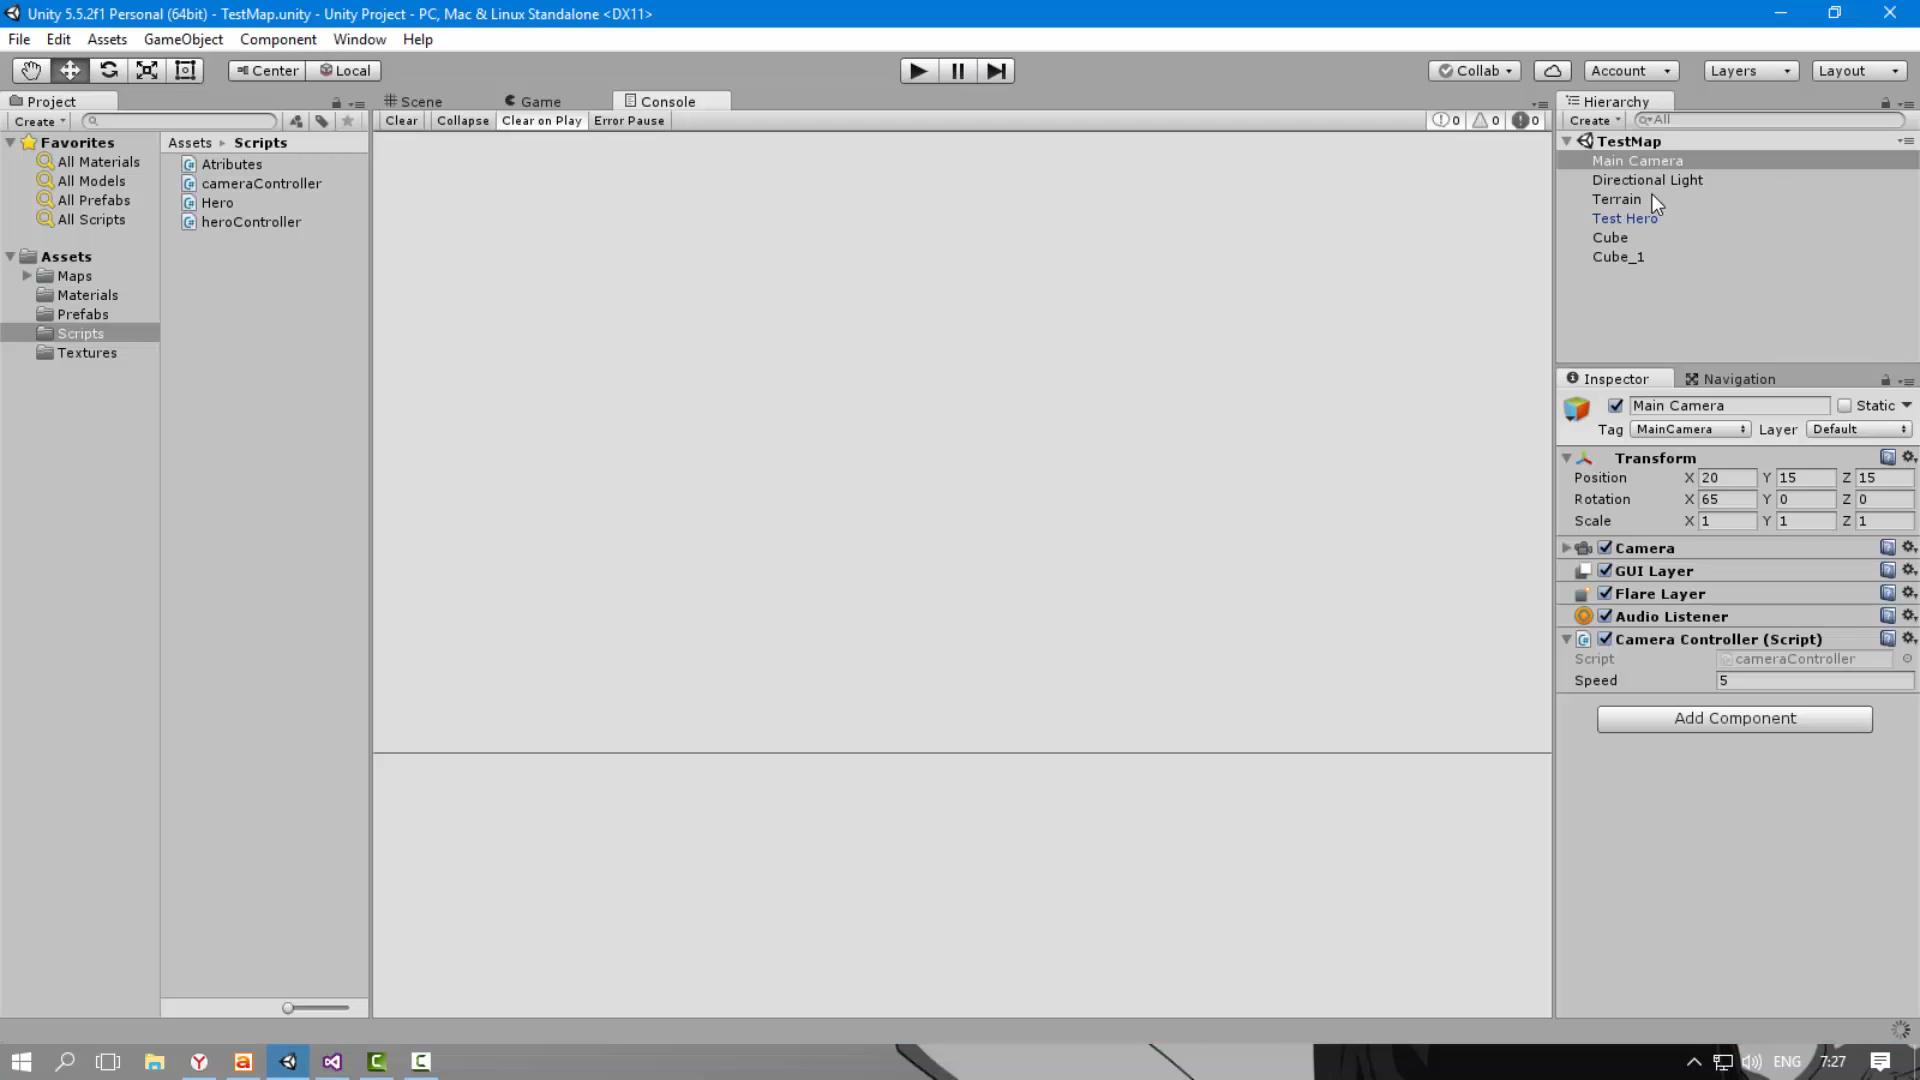 Unity 5.5.2f1 Personal (64bit) - TestMap.unity - Unity Project - PC, Mac & Linux Standalone <DX11>
File Edit Assets GameObject Component Window Help
Center Local Collab Account Layers Layout
Project Scene Game Console Hierarchy
Create Clear Collapse Clear on Play Error Pause 0 0 0 Create All
Favorites Assets Scripts TestMap
All Materials Atributes Main Camera
All Models cameraController Directional Light
All Prefabs Hero Terrain
All Scripts heroController Test Hero
Cube
Assets Cube_1
Maps
Materials
Prefabs
Scripts
Textures
Inspector Navigation
Main Camera Static
Tag MainCamera Layer Default
Transform
Position X 20 Y 15 Z 15
Rotation X 65 Y 0 Z 0
Scale X 1 Y 1 Z 1
Camera
GUI Layer
Flare Layer
Audio Listener
Camera Controller (Script)
Script cameraController
Speed 5
Add Component
ENG 7:27